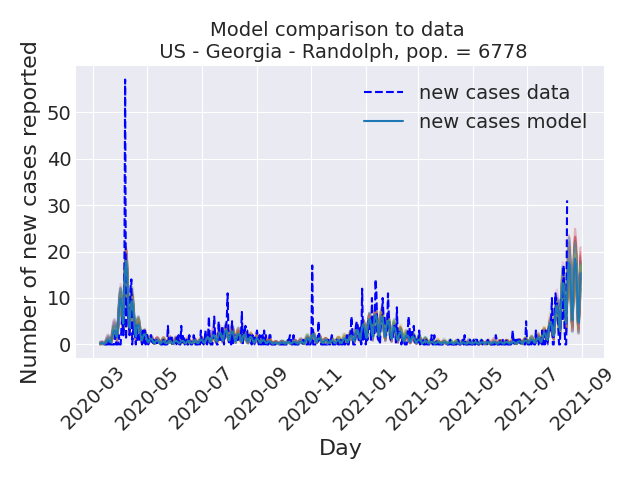 Model comparison to data
US - Georgia - Randolph, pop. = 6778
Number of new cases reported
50
40
30
20
10
0
new cases data
new cases model
2020-03
2020-05
2020-07
2020-09
2020-11
2021-01
2021-03
2021-05
2021-07
2021-09
Day